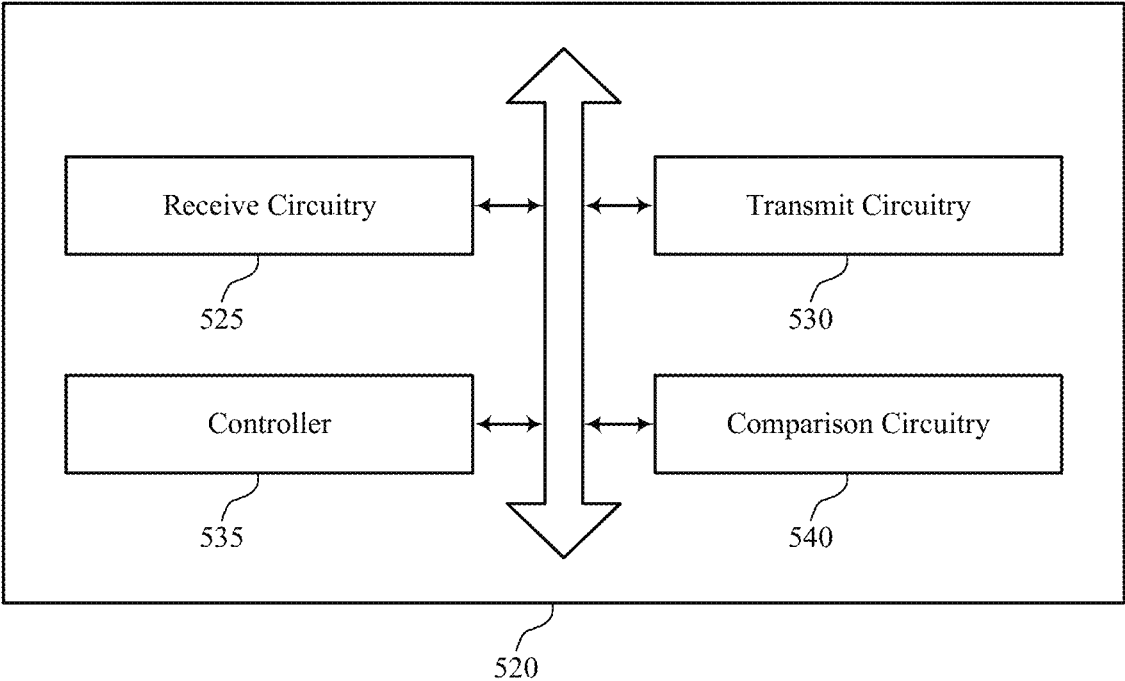 Receive Circuitry
Transmit Circuitry
525
530
Controller
Comparison Circuitry
535
540
520